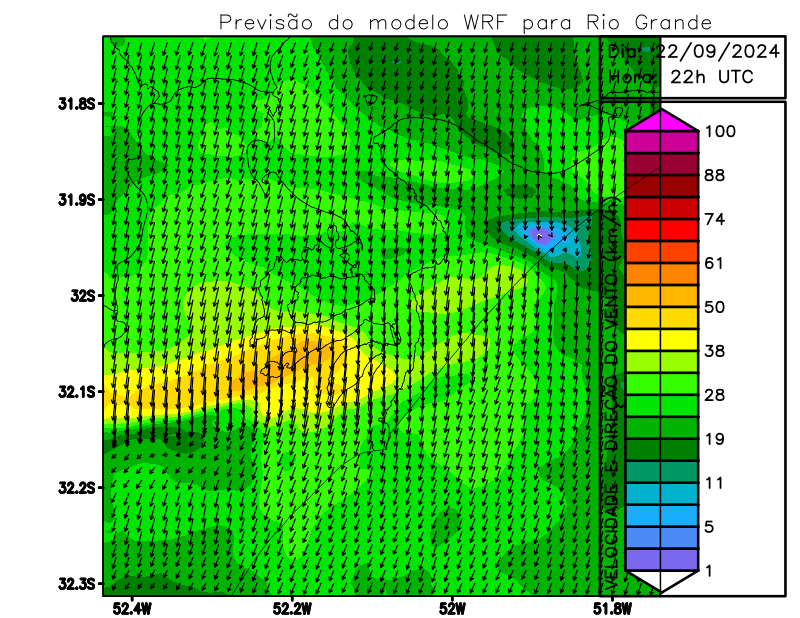 Previsão do modelo WRF para Rio Grande
Dia: 22/09/2024
Hora: 22h UTC
31.8S
31.9S
32S
32.1S
32.2S
32.3S
52.4W
52.2W
52W
51.8W
VELOCIDADE E DIREÇÃO DO VENTO (km/h)
100
88
74
61
50
38
28
19
11
5
1